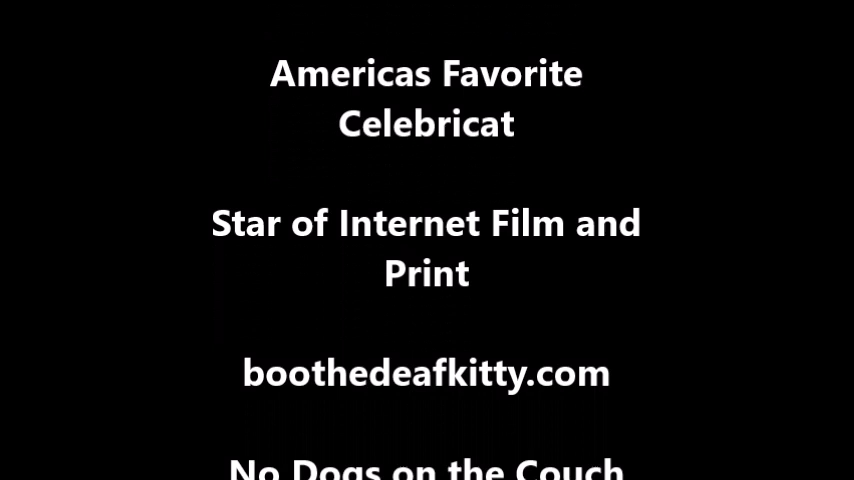 Americas Favorite
Celebricat
Star of Internet Film and
Print
boothedeafkitty.com
No Dogs on the Couch